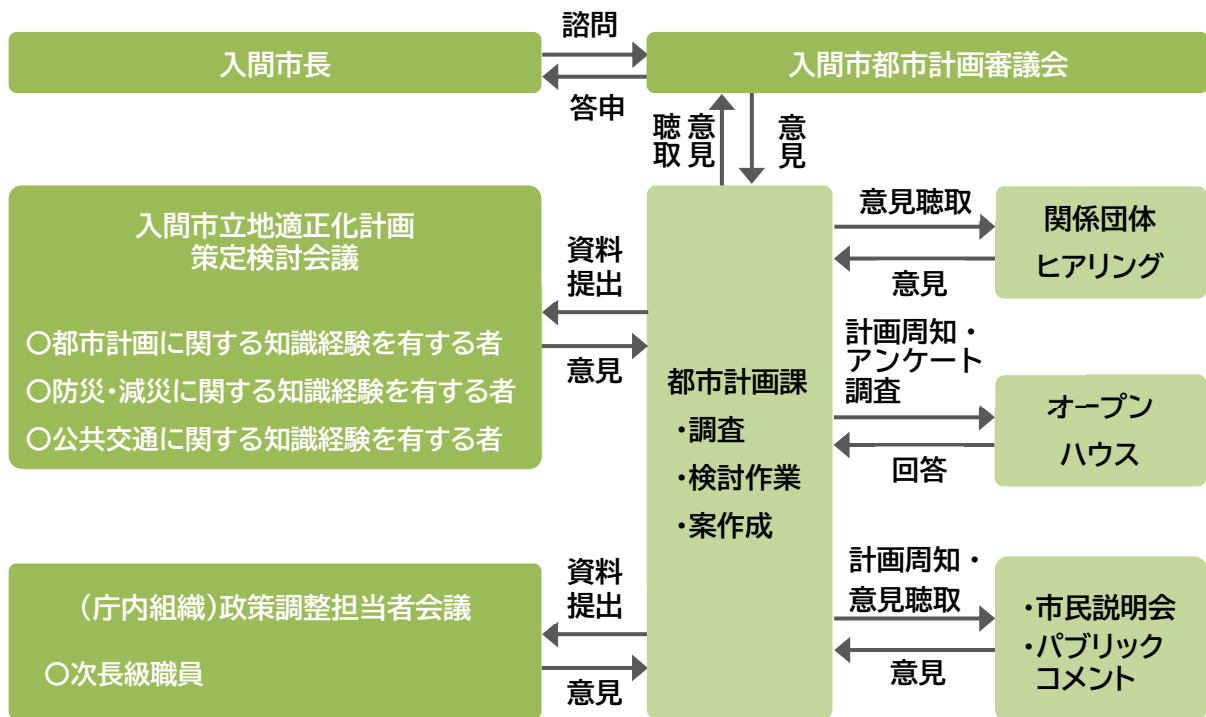 入間市長
諮問
答申
入間市都市計画審議会
意見
聴取
意見
入間市立地適正化計画
策定検討会議
〇都市計画に関する知識経験を有する者
〇防災・減災に関する知識経験を有する者
〇公共交通に関する知識経験を有する者
資料
提出
意見
都市計画課
・調査
・検討作業
・案作成
意見聴取
意見
関係団体
ヒアリング
計画周知・
アンケート
調査
回答
オープン
ハウス
(庁内組織)政策調整担当者会議
〇次長級職員
資料
提出
意見
計画周知・
意見聴取
意見
・市民説明会
・パブリック
コメント